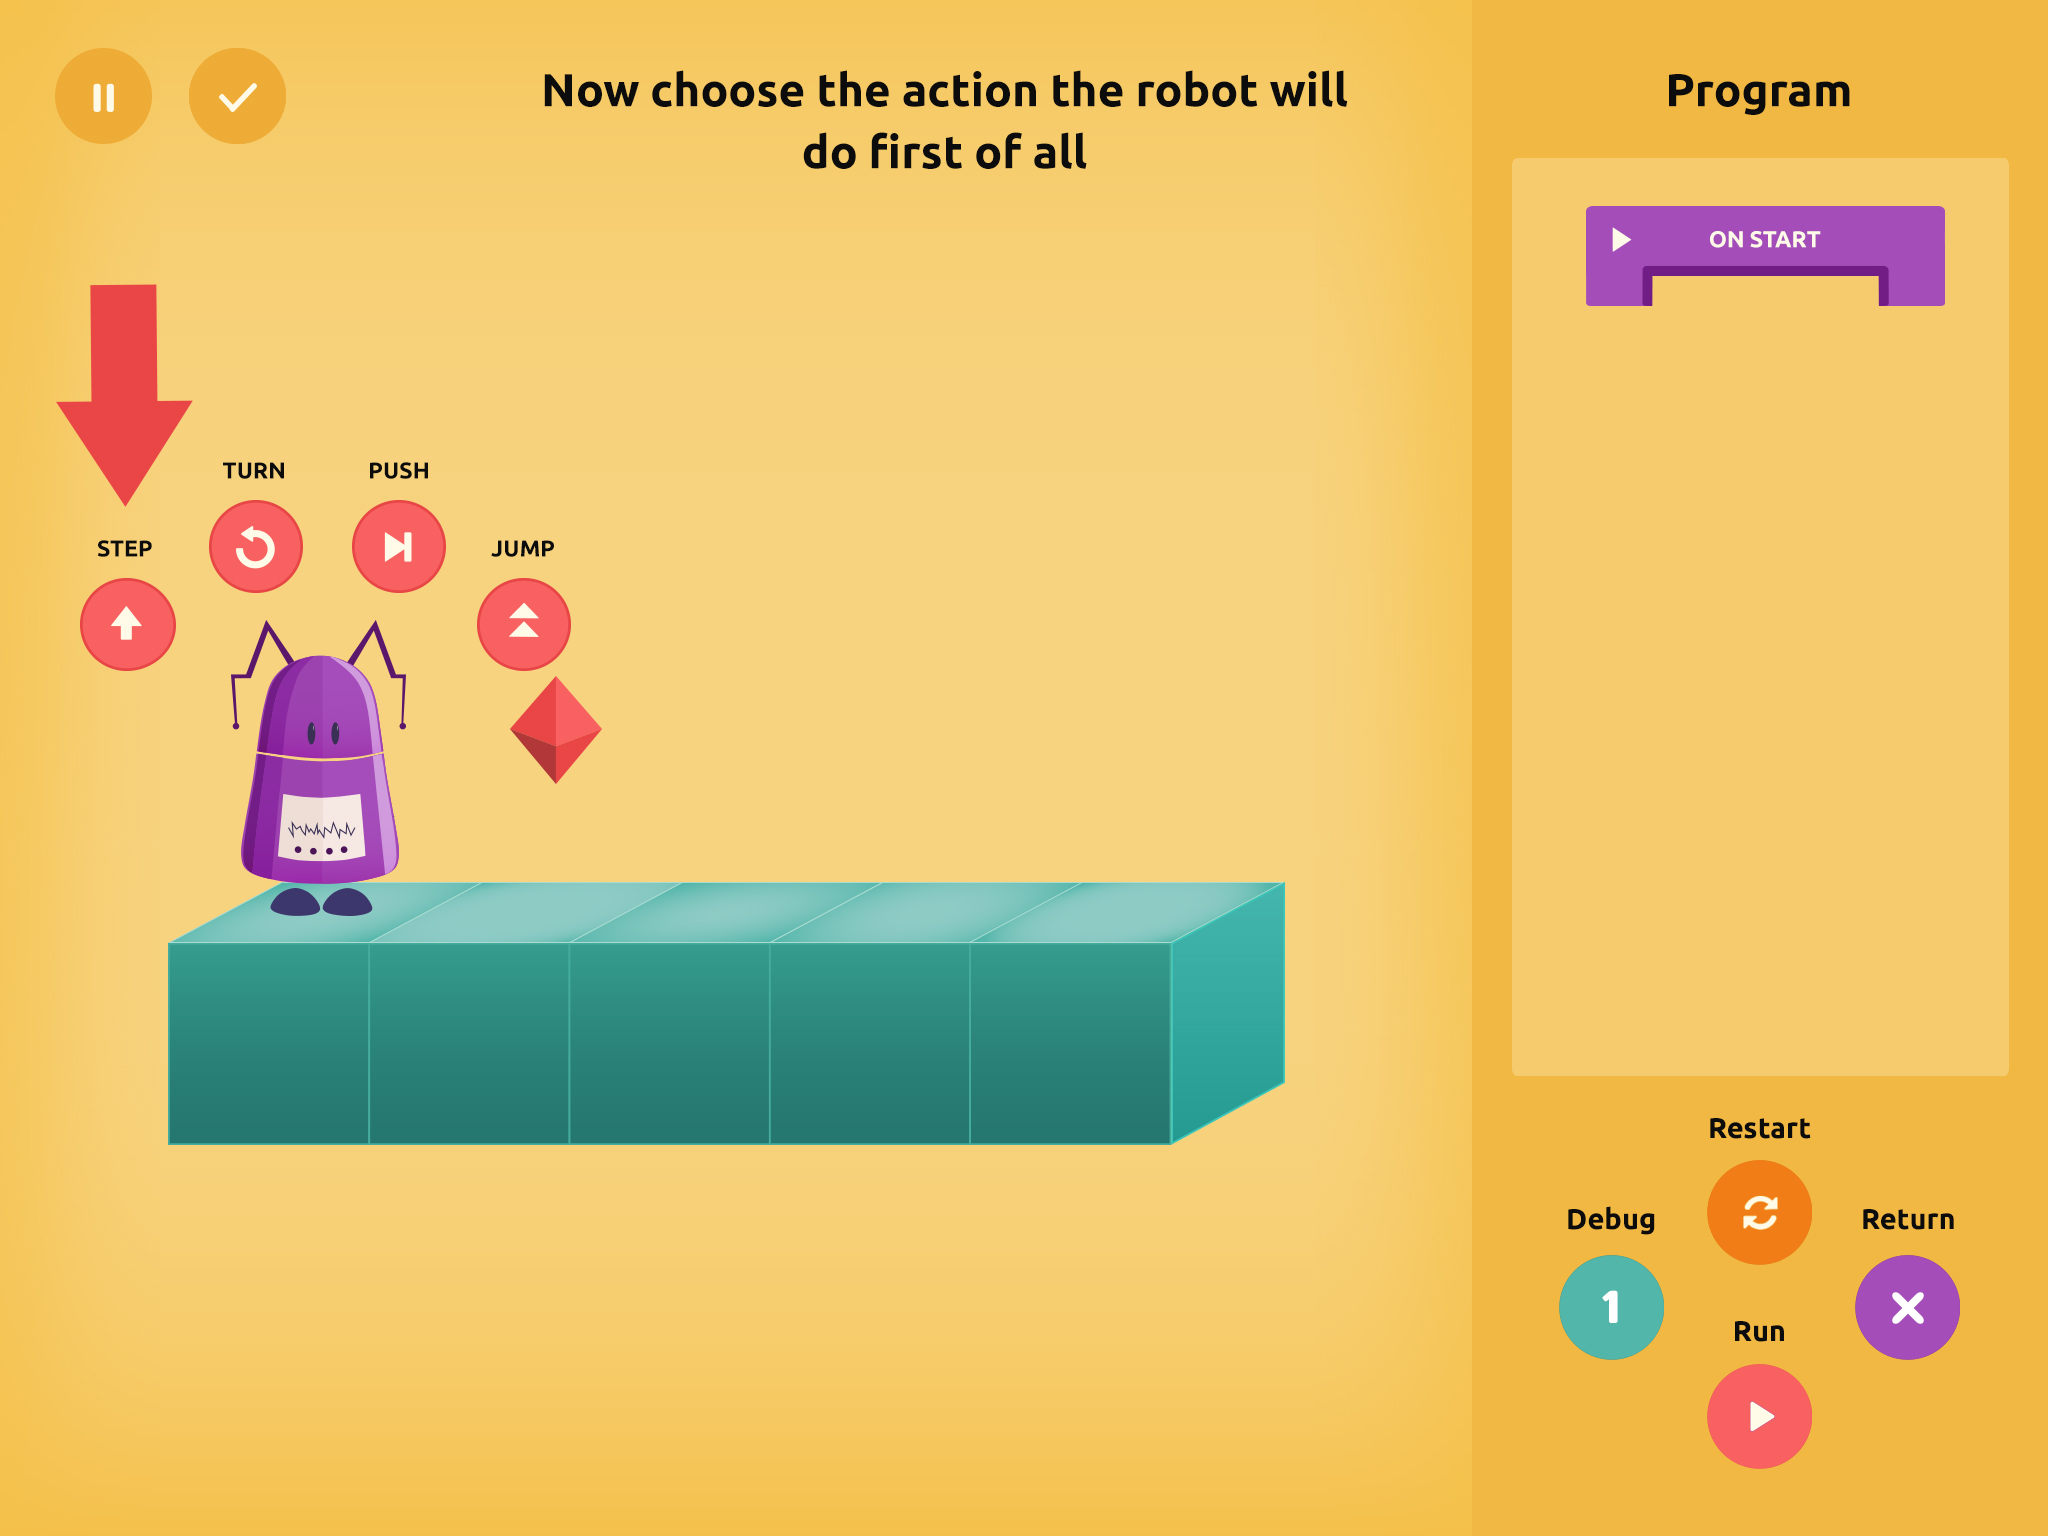 Now choose the action the robot will
do first of all
Program
ON START
TURN
PUSH
STEP
JUMP
Restart
Debug
Return
1
Run